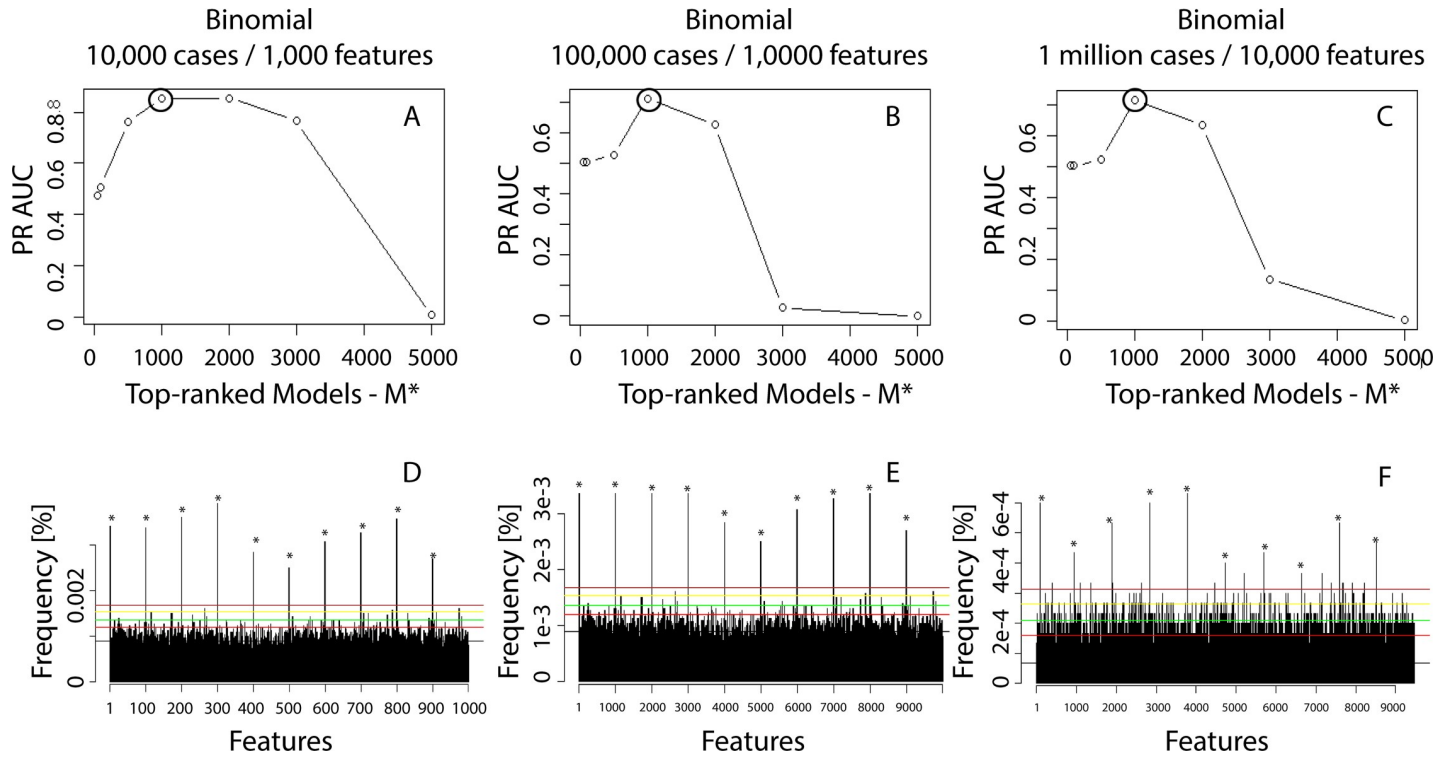 Binomial
10,000 cases / 1,000 features
Binomial
100,000 cases / 1,0000 features
Binomial
1 million cases / 10,000 features
A
PR AUC
0
0.2
0.4
0.6
0.8.8
0 1000 2000 3000 4000 5000
Top-ranked Models - M*
B
PR AUC
0
0.2
0.4
0.6
0 1000 2000 3000 4000 5000
Top-ranked Models - M*
C
PR AUC
0
0.2
0.4
0.6
0 1000 2000 3000 4000 5000
Top-ranked Models - M*
D
Frequency [%]
0
0.002
* * * * * * * * * *
1 100 200 300 400 500 600 700 800 900 1000
Features
E
Frequency [%]
0
1e-3
2e-3
3e-3
* * * * * * * * * *
1 1000 2000 3000 4000 5000 6000 7000 8000 9000
Features
F
Frequency [%]
0
2e-4
4e-4
6e-4
* * * * * * * * * *
1 1000 2000 3000 4000 5000 6000 7000 8000 9000
Features